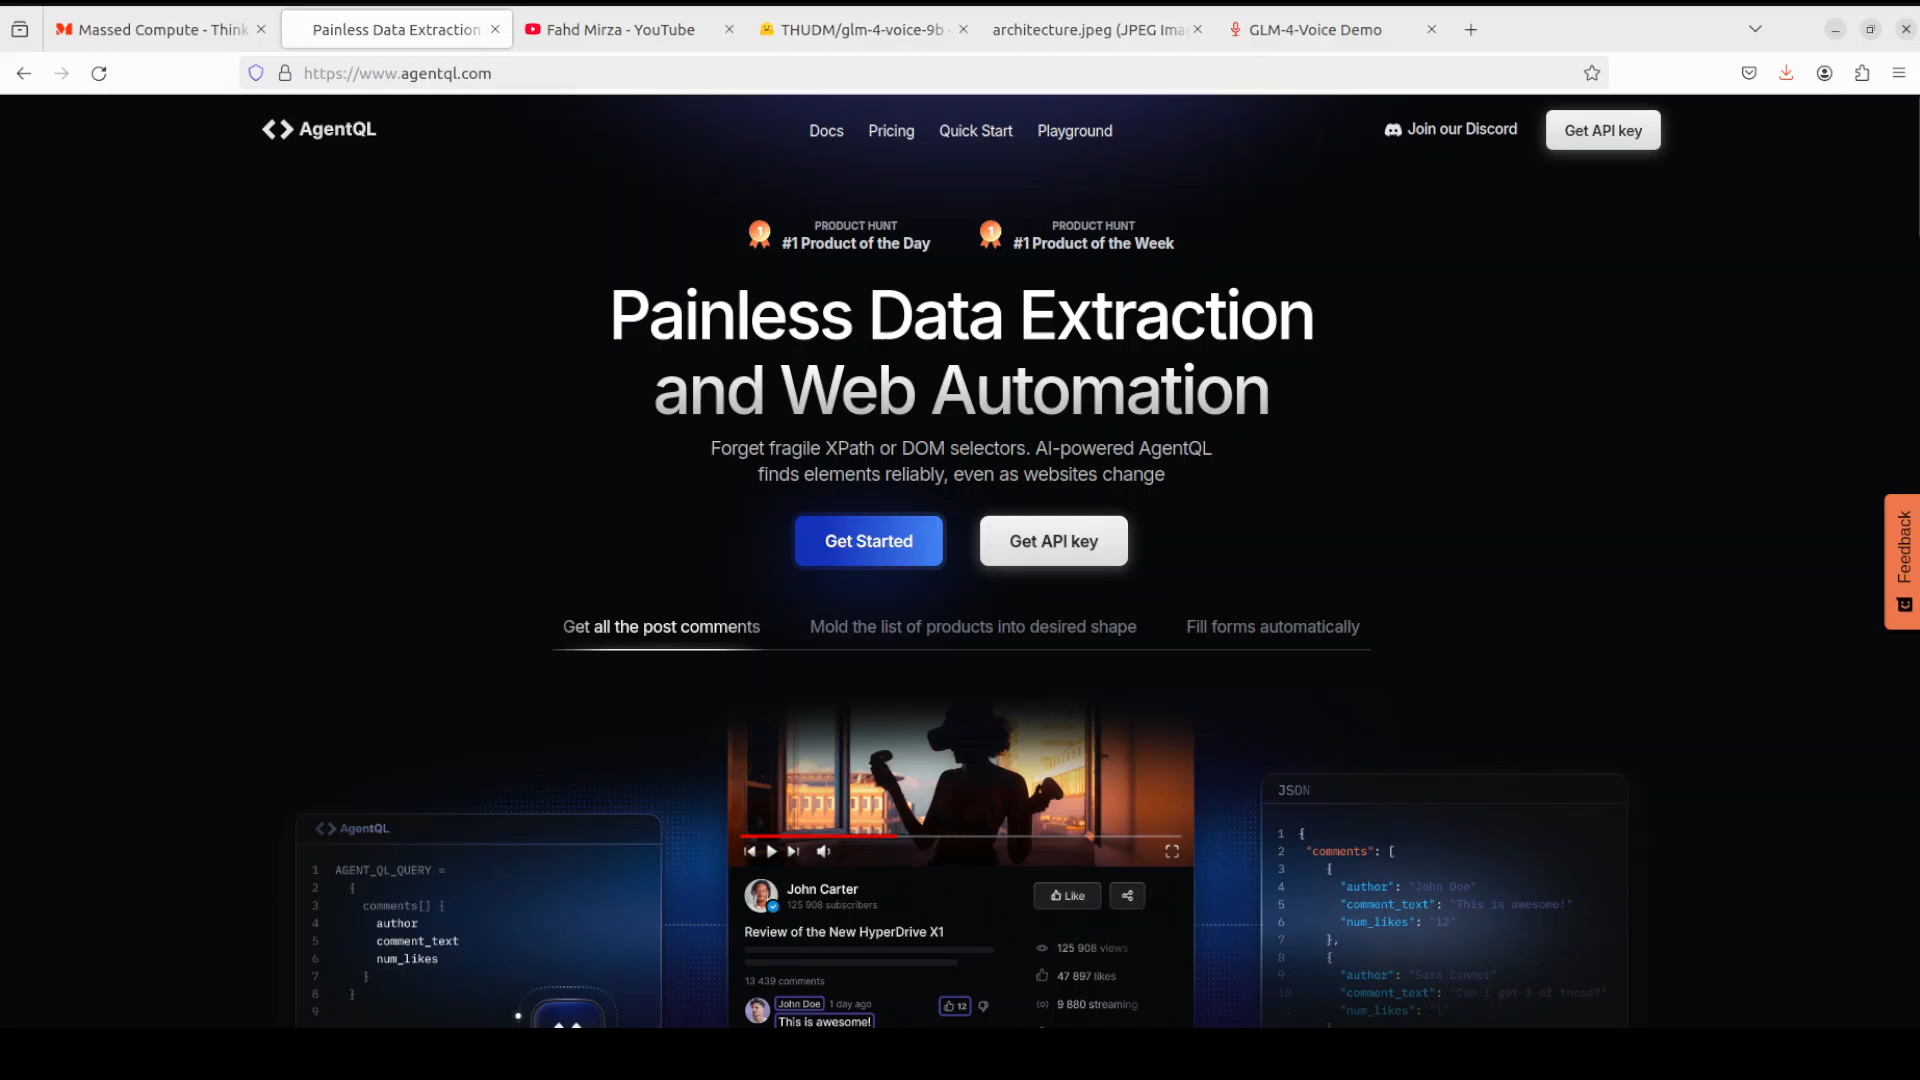 Massed Compute - Think
Painless Data Extraction
Fahd Mirza - YouTube
THUDM/glm-4-voice-9b
architecture.jpeg (JPEG Ima
GLM-4-Voice Demo
https://www.agentql.com
AgentQL
Docs
Pricing
Quick Start
Playground
Join our Discord
Get API key
PRODUCT HUNT
#1 Product of the Day
PRODUCT HUNT
#1 Product of the Week
Painless Data Extraction
and Web Automation
Forget fragile XPath or DOM selectors. AI-powered AgentQL
finds elements reliably, even as websites change
Get Started
Get API key
Feedback
Get all the post comments
Mold the list of products into desired shape
Fill forms automatically
AgentQL
1 AGENT_QL_QUERY =
2 {
3 comments[] {
4 author
5 comment_text
6 num_likes
7 }
8 }
9
John Carter
125 908 subscribers
Like
Review of the New HyperDrive X1
125 908 views
13 439 comments
47 897 likes
John Doe 1 day ago
12
9 880 streaming
This is awesome!
JSON
1 {
2 "comments": [
3 {
4 "author": "John Doe"
5 "comment_text": "This is awesome!"
6 "num_likes": "12"
7 },
8 {
9 "author": "Sara Connor"
10 "comment_text": "Can I get 2 of those?"
11 "num_likes": "1"